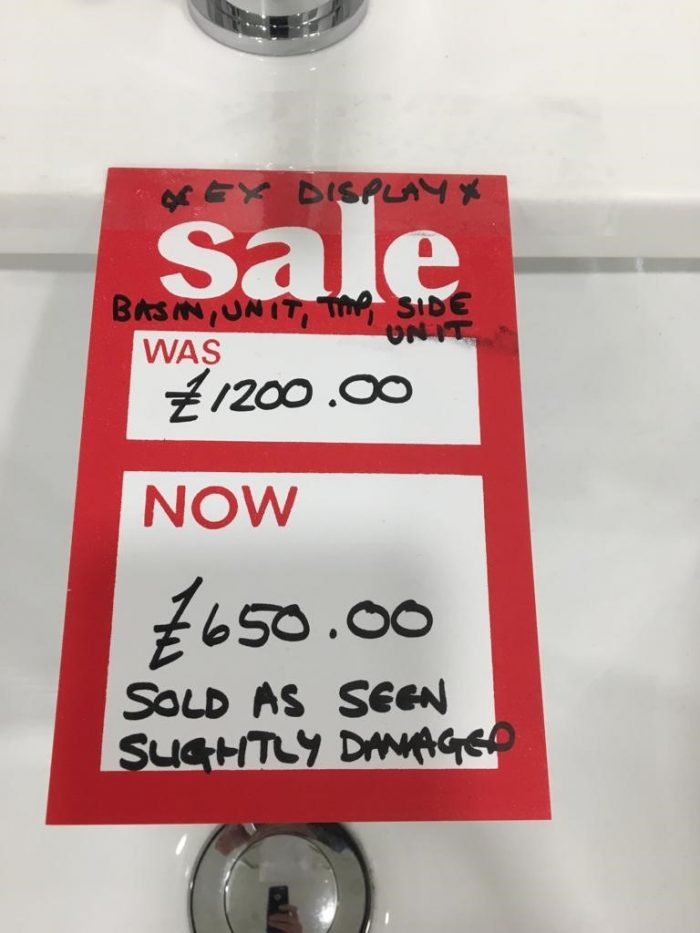 * EX DISPLAY *
sale
BASIN, UNIT, TAP, SIDE
UNIT
WAS
£1200.00
NOW
£650.00
SOLD AS SEEN
SLIGHTLY DAMAGED